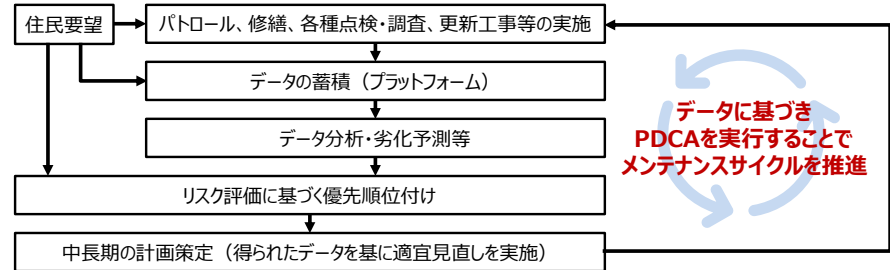 住民要望
パトロール、修繕、各種点検・調査、更新工事等の実施
データの蓄積（プラットフォーム）
データ分析・劣化予測等
リスク評価に基づく優先順位付け
中長期の計画策定（得られたデータを基に適宜見直しを実施）
データに基づき
PDCAを実行することで
メンテナンスサイクルを推進